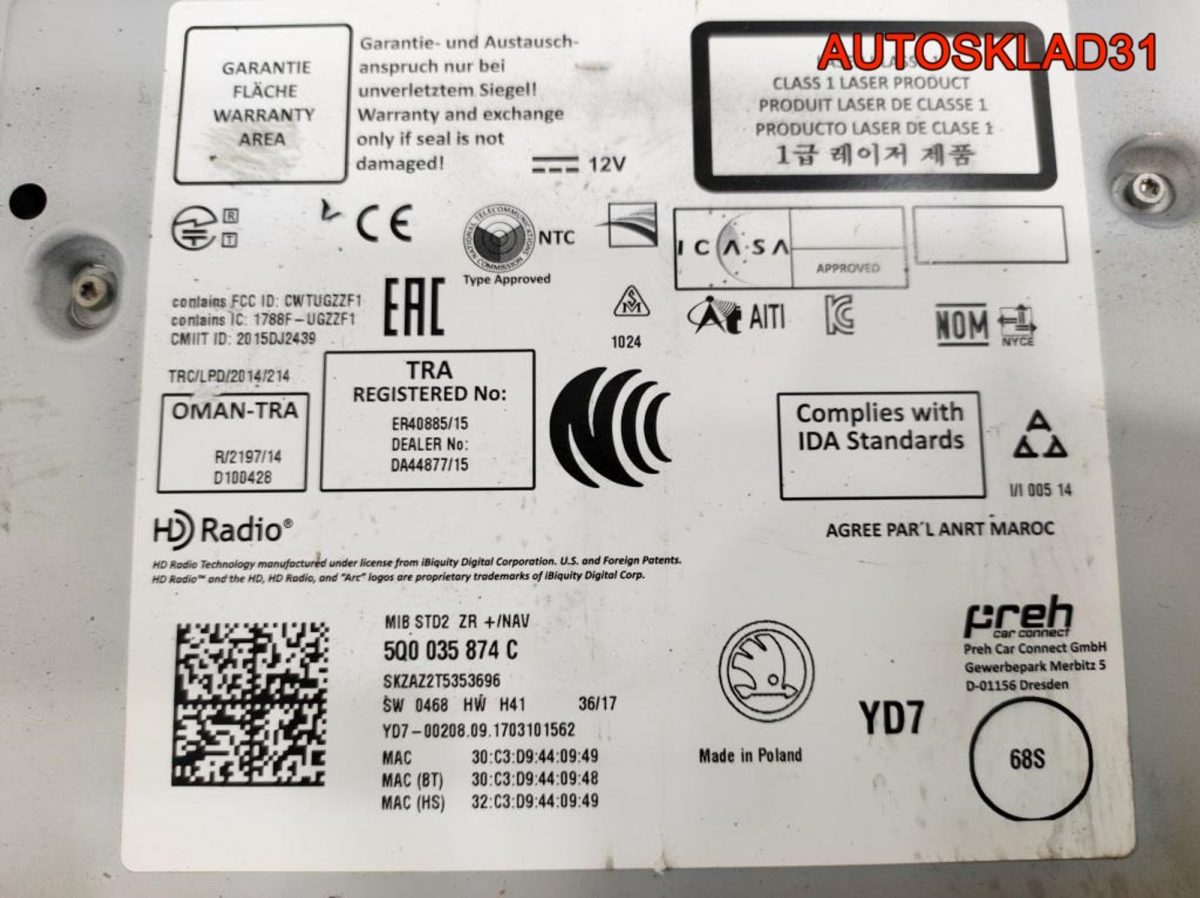 AUTOSKLAD31
GARANTIE
FLÄCHE
WARRANTY
AREA
Garantie- und Austausch-
anspruch nur bei
unverletztem Siegel!
Warranty and exchange
only if seal is not
damaged!
12V
CLASS 1 LASER PRODUCT
PRODUIT LASER DE CLASSE 1
PRODUCTO LASER DE CLASE 1
1급 레이저 제품
R
T
CE
NATIONAL TELECOMMUNICATIONS COMMISSION
NTC
Type Approved
ICASA
APPROVED
contains FCC ID: CWTUGZZF1
contains IC: 1788F-UGZZF1
CMIIT ID: 2015DJ2439
EAC
1024
AITI
NOM
NYCE
TRC/LPD/2014/214
OMAN-TRA
R/2197/14
D100428
TRA
REGISTERED No:
ER40885/15
DEALER No:
DA44877/15
Complies with
IDA Standards
I/I 005 14
HD Radio®
AGREE PAR´L ANRT MAROC
HD Radio Technology manufactured under license from iBiquity Digital Corporation. U.S. and Foreign Patents.
HD Radio™ and the HD, HD Radio, and "Arc" logos are proprietary trademarks of iBiquity Digital Corp.
MIB STD2 ZR +/NAV
5Q0 035 874 C
SKZAZ2T5353696
SW 0468 HW H41 36/17
YD7-00208.09.1703101562
MAC 30:C3:D9:44:09:49
MAC (BT) 30:C3:D9:44:09:48
MAC (HS) 32:C3:D9:44:09:49
Made in Poland
YD7
preh
car connect
Preh Car Connect GmbH
Gewerbepark Merbitz 5
D-01156 Dresden
68S